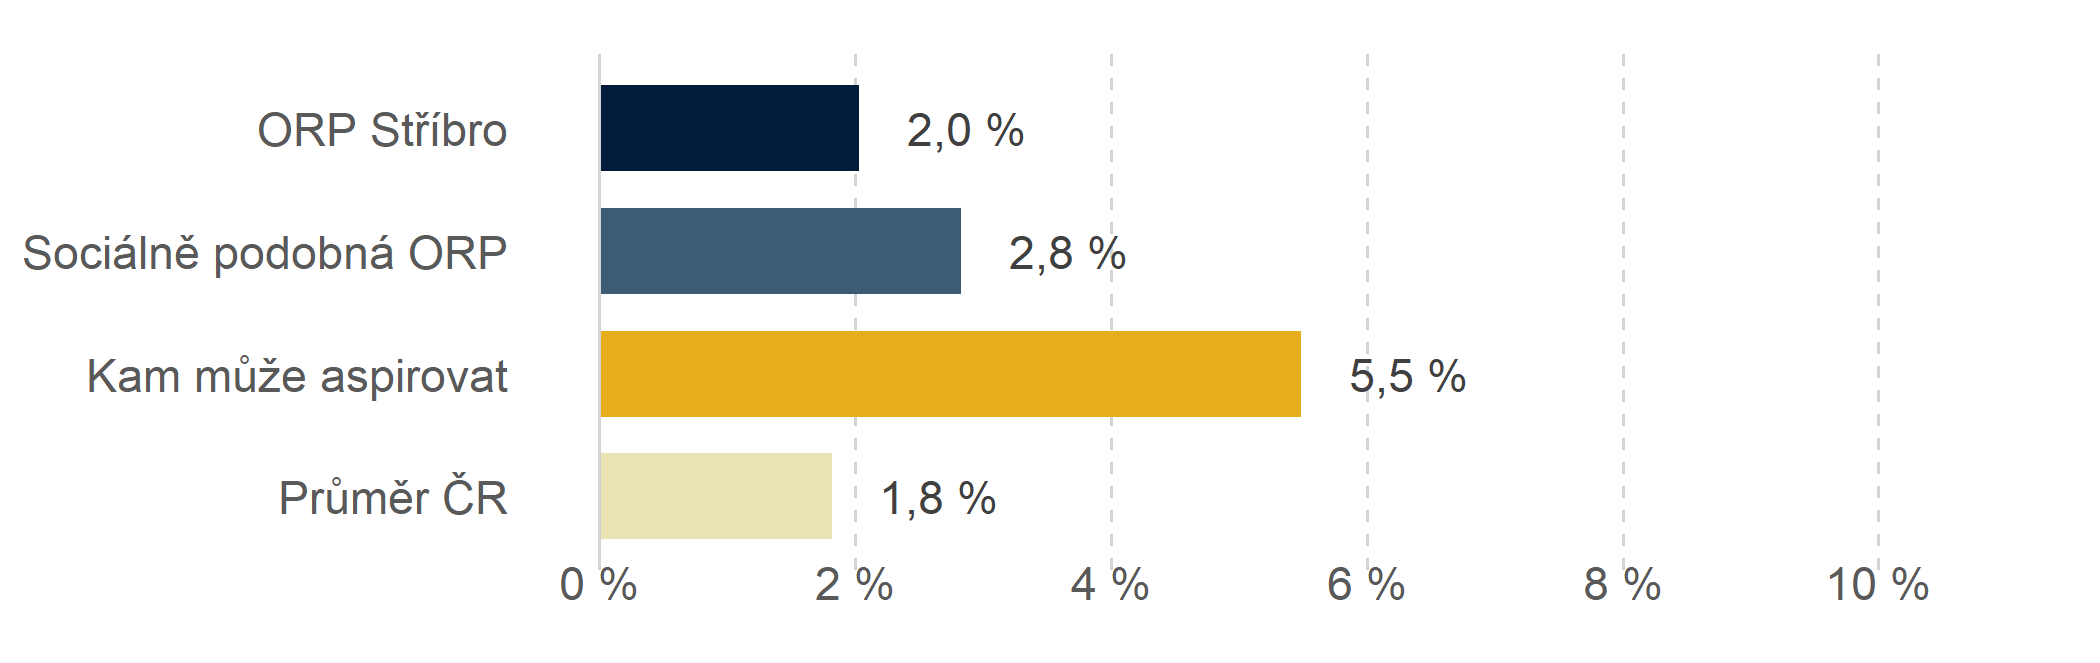 ORP Stříbro 2,0 %
Sociálně podobná ORP 2,8 %
Kam může aspirovat 5,5 %
Průměr ČR 1,8 %
0 % 2 % 4 % 6 % 8 % 10 %